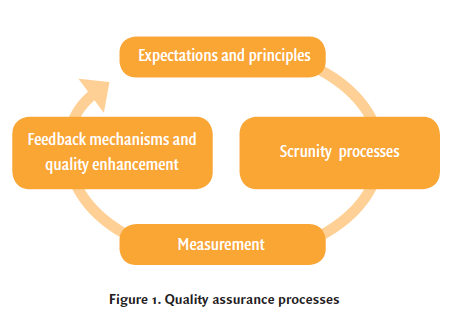 Expectations and principles
Feedback mechanisms and
quality enhancement
Scrunity processes
Measurement
Figure 1. Quality assurance processes